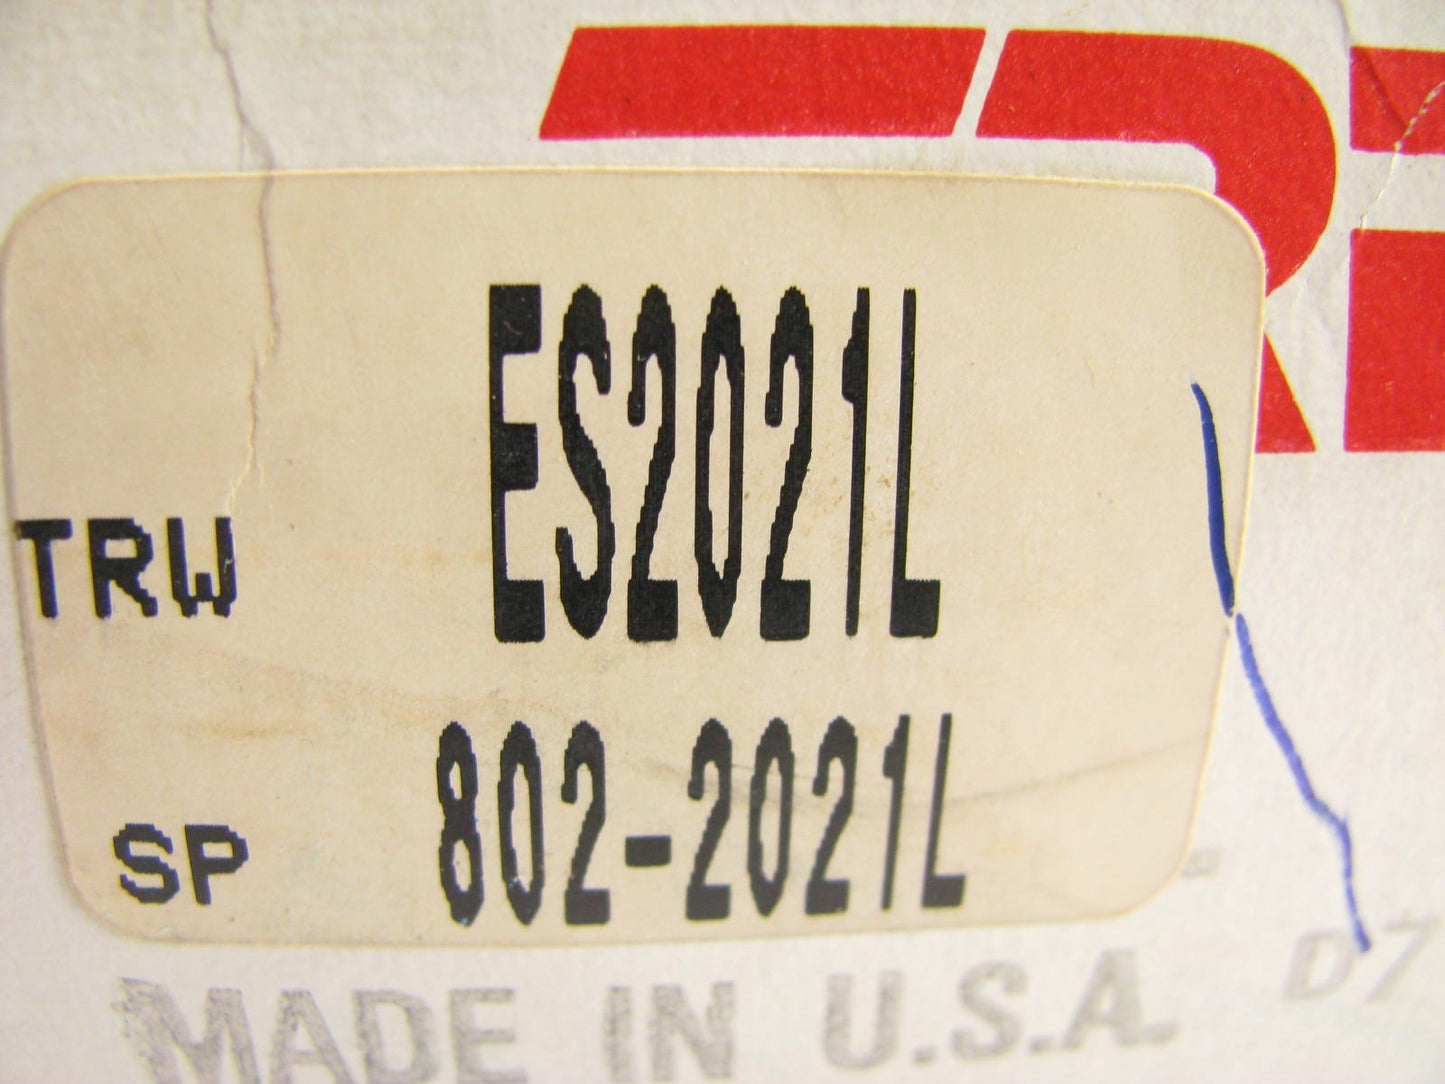 TRW ES2021L
SP 802-2021L
MADE IN U.S.A.
D7